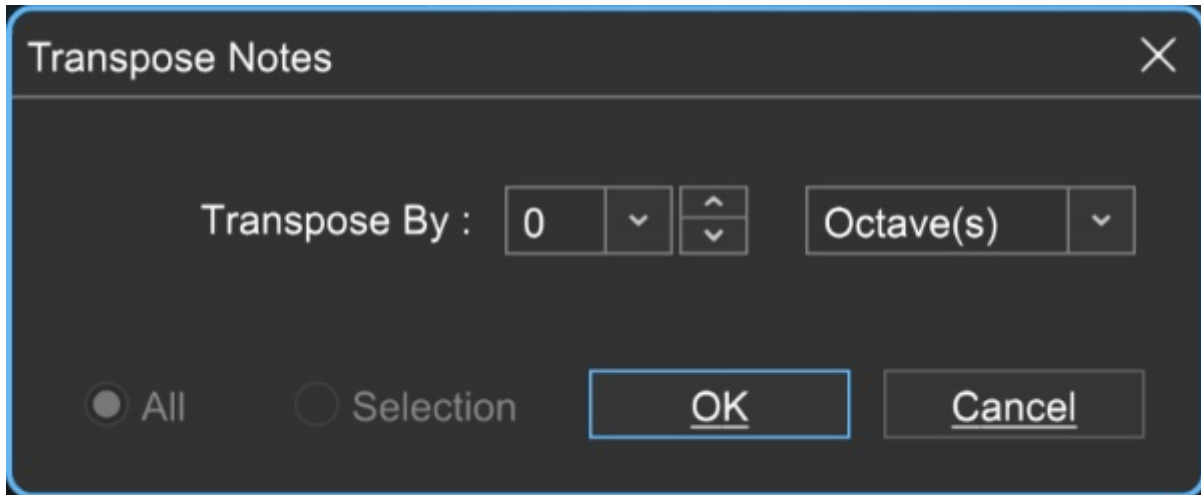 Transpose Notes
Transpose By : 0 Octave(s)
All Selection OK Cancel